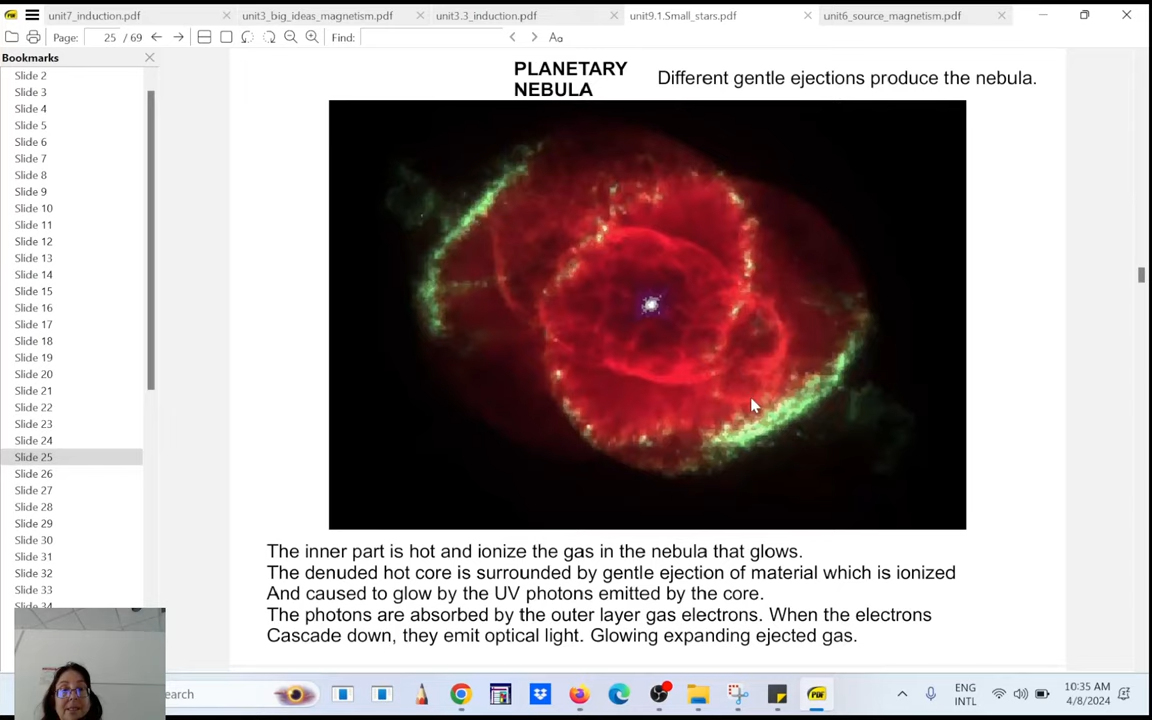 unit7_induction.pdf
unit3_big_ideas_magnetism.pdf
unit3.3_induction.pdf
unit9.1.Small_stars.pdf
unit6_source_magnetism.pdf
Page: 25 / 69 Find: Aa
Bookmarks
Slide 2
Slide 3
Slide 4
Slide 5
Slide 6
Slide 7
Slide 8
Slide 9
Slide 10
Slide 11
Slide 12
Slide 13
Slide 14
Slide 15
Slide 16
Slide 17
Slide 18
Slide 19
Slide 20
Slide 21
Slide 22
Slide 23
Slide 24
Slide 25
Slide 26
Slide 27
Slide 28
Slide 29
Slide 30
Slide 31
Slide 32
Slide 33
Slide 34
PLANETARY
NEBULA
Different gentle ejections produce the nebula.
The inner part is hot and ionize the gas in the nebula that glows.
The denuded hot core is surrounded by gentle ejection of material which is ionized
And caused to glow by the UV photons emitted by the core.
The photons are absorbed by the outer layer gas electrons. When the electrons
Cascade down, they emit optical light. Glowing expanding ejected gas.
earch
PDF
ENG
INTL
10:35 AM
4/8/2024